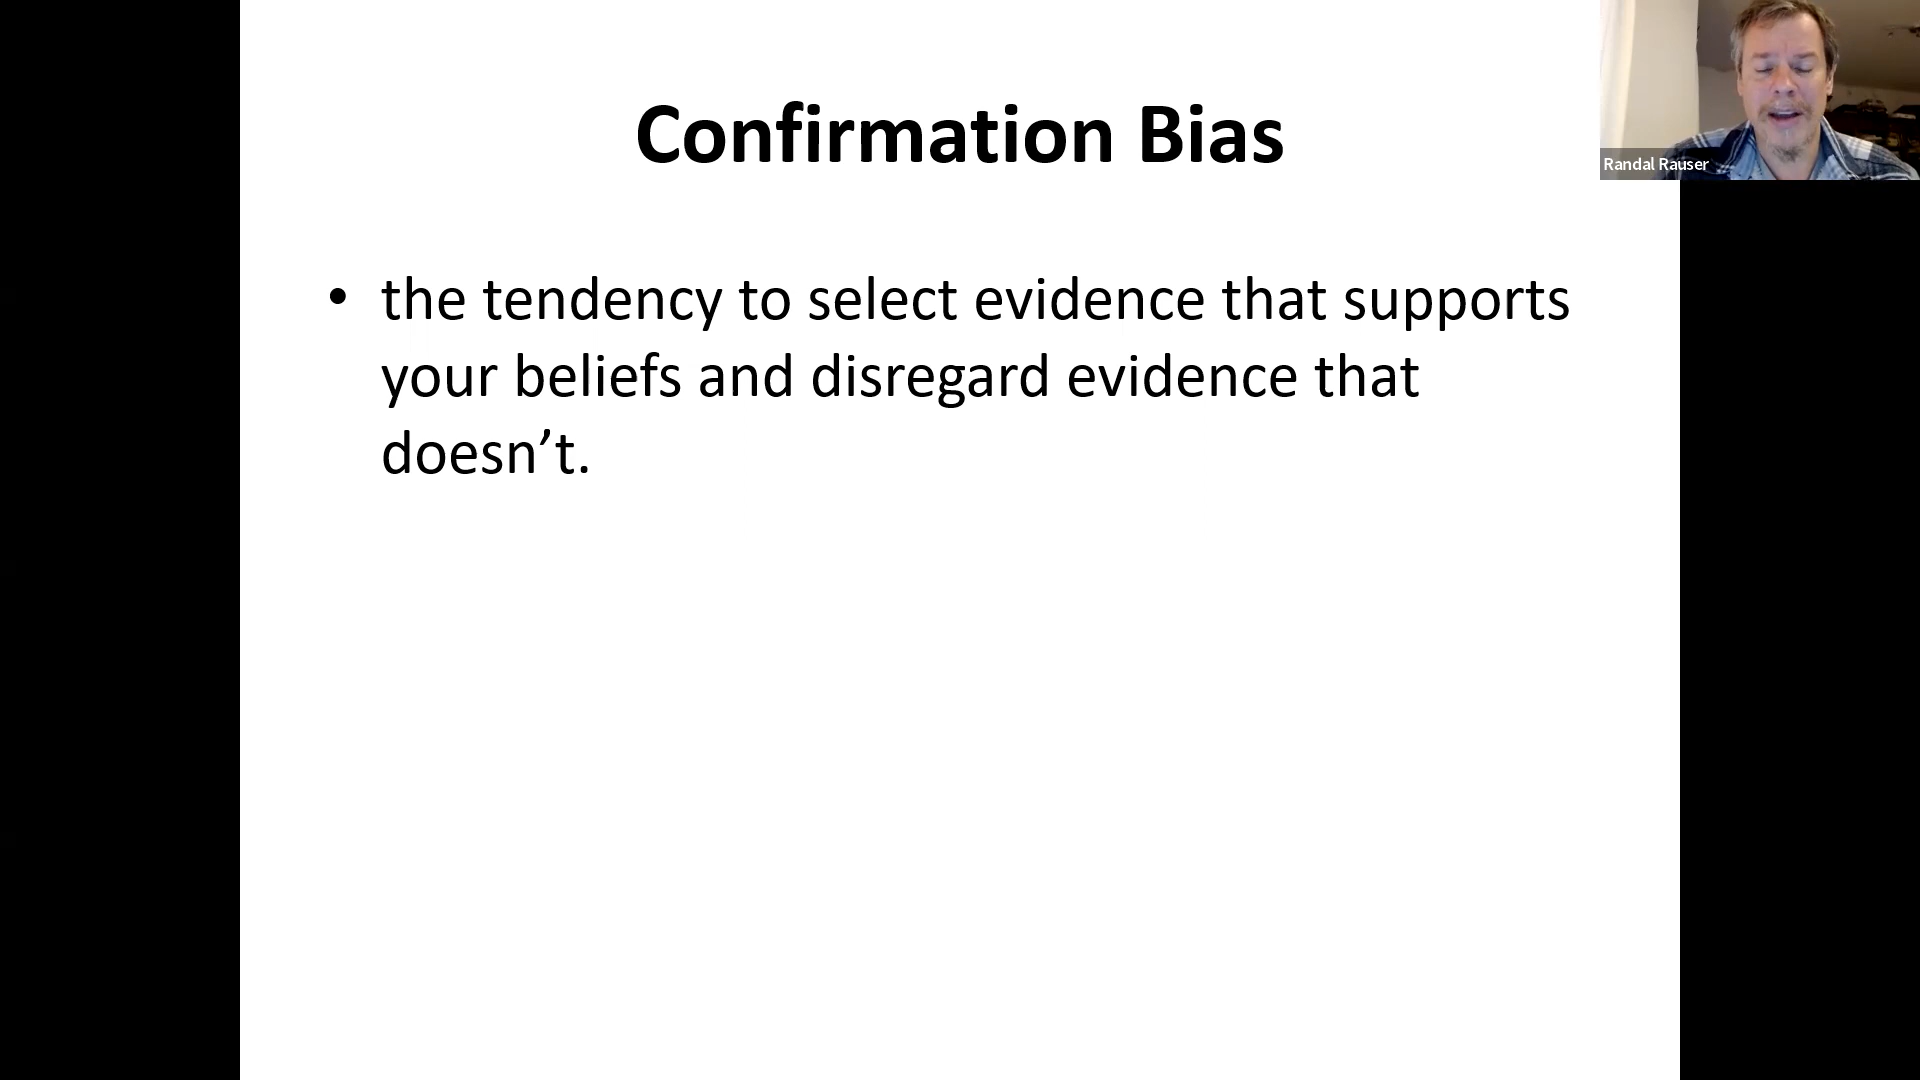 Confirmation Bias
Randal Rauser
• the tendency to select evidence that supports
your beliefs and disregard evidence that
doesn’t.